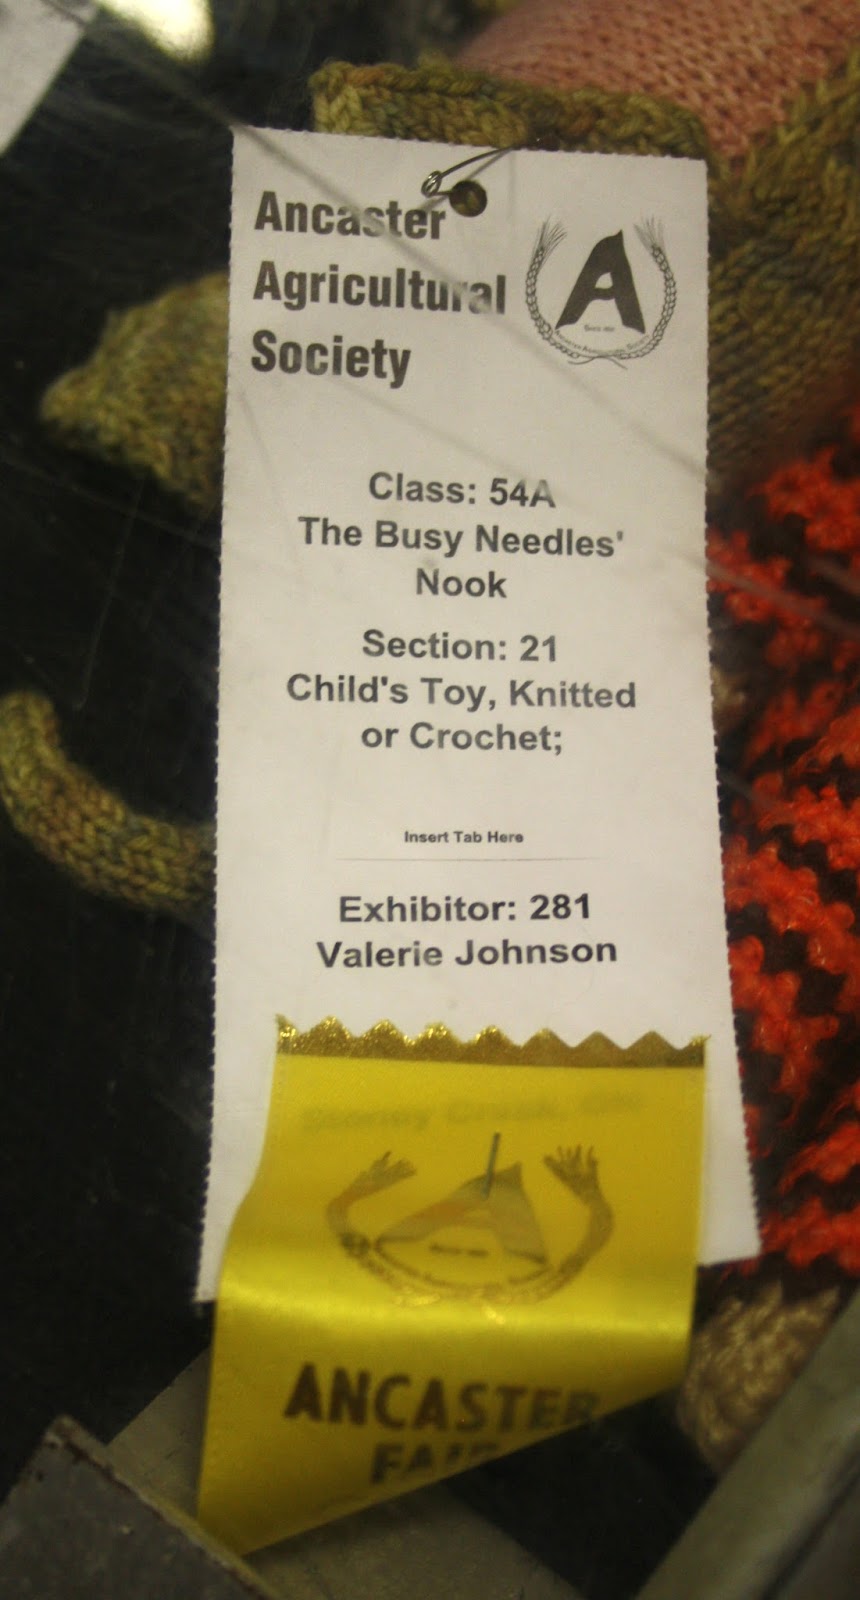 Ancaster
Agricultural
Society
A
Class: 54A
The Busy Needles'
Nook
Section: 21
Child's Toy, Knitted
or Crochet;
Insert Tab Here
Exhibitor: 281
Valerie Johnson
A
ANCASTER
FAIR